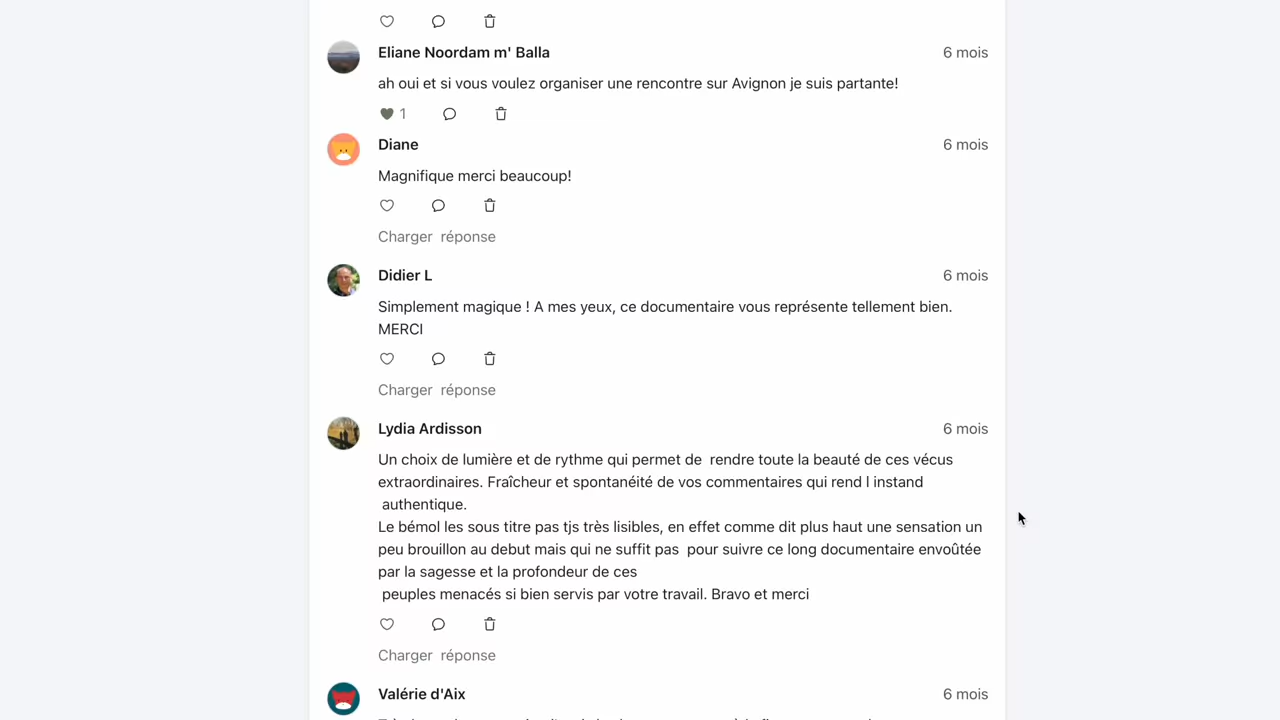 Eliane Noordam m' Balla 6 mois
ah oui et si vous voulez organiser une rencontre sur Avignon je suis partante!
1
Diane 6 mois
Magnifique merci beaucoup!
Charger réponse
Didier L 6 mois
Simplement magique ! A mes yeux, ce documentaire vous représente tellement bien.
MERCI
Charger réponse
Lydia Ardisson 6 mois
Un choix de lumière et de rythme qui permet de rendre toute la beauté de ces vécus
extraordinaires. Fraîcheur et spontanéité de vos commentaires qui rend l instand
authentique.
Le bémol les sous titre pas tjs très lisibles, en effet comme dit plus haut une sensation un
peu brouillon au debut mais qui ne suffit pas pour suivre ce long documentaire envoûtée
par la sagesse et la profondeur de ces
peuples menacés si bien servis par votre travail. Bravo et merci
Charger réponse
Valérie d'Aix 6 mois